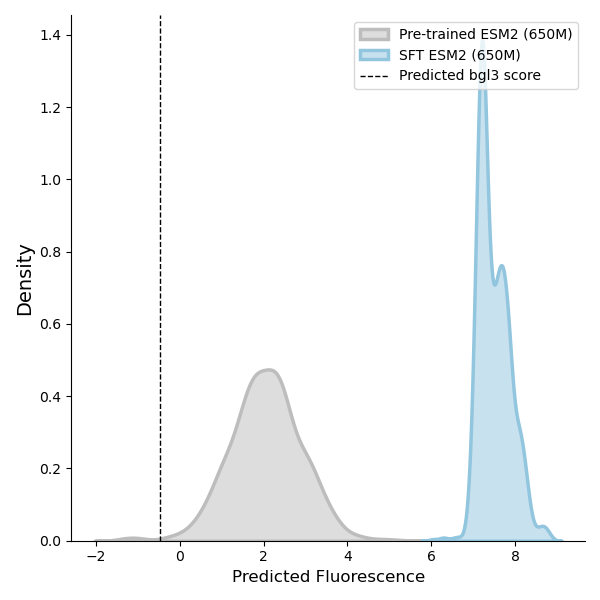 Pre-trained ESM2 (650M)
SFT ESM2 (650M)
Predicted bgl3 score
Density
1.4
1.2
1.0
0.8
0.6
0.4
0.2
0.0
−2
0
2
4
6
8
Predicted Fluorescence